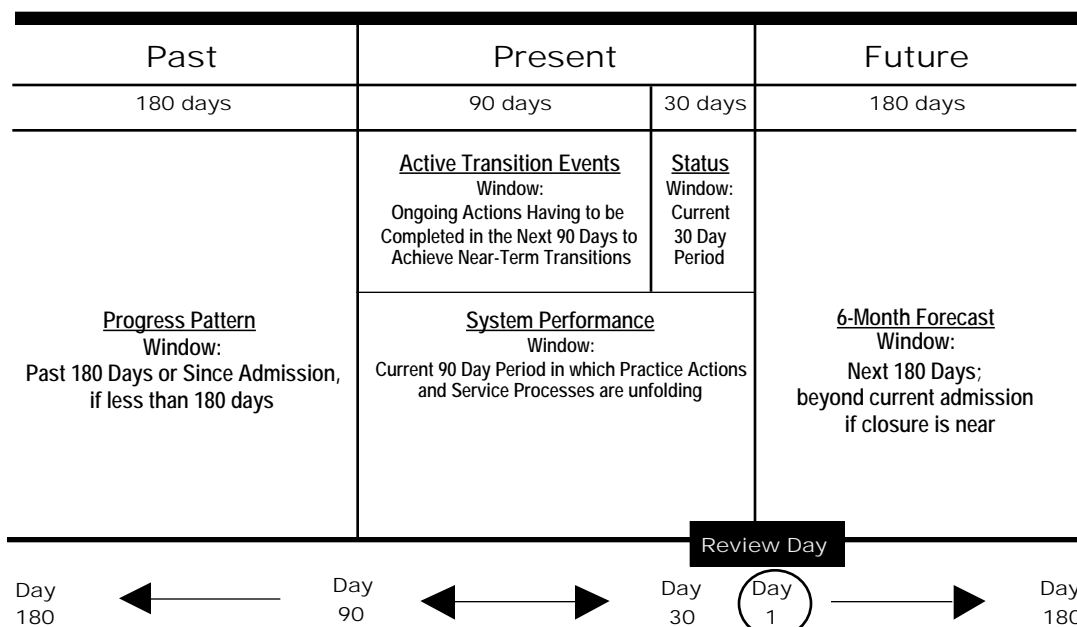 Past
Present
Future
180 days
90 days
30 days
180 days
Active Transition Events
Window:
Ongoing Actions Having to be
Completed in the Next 90 Days to
Achieve Near-Term Transitions
Status
Window:
Current
30 Day
Period
Progress Pattern
Window:
Past 180 Days or Since Admission,
if less than 180 days
System Performance
Window:
Current 90 Day Period in which Practice Actions
and Service Processes are unfolding
6-Month Forecast
Window:
Next 180 Days;
beyond current admission
if closure is near
Review Day
Day
180
Day
90
Day
30
Day
1
Day
180